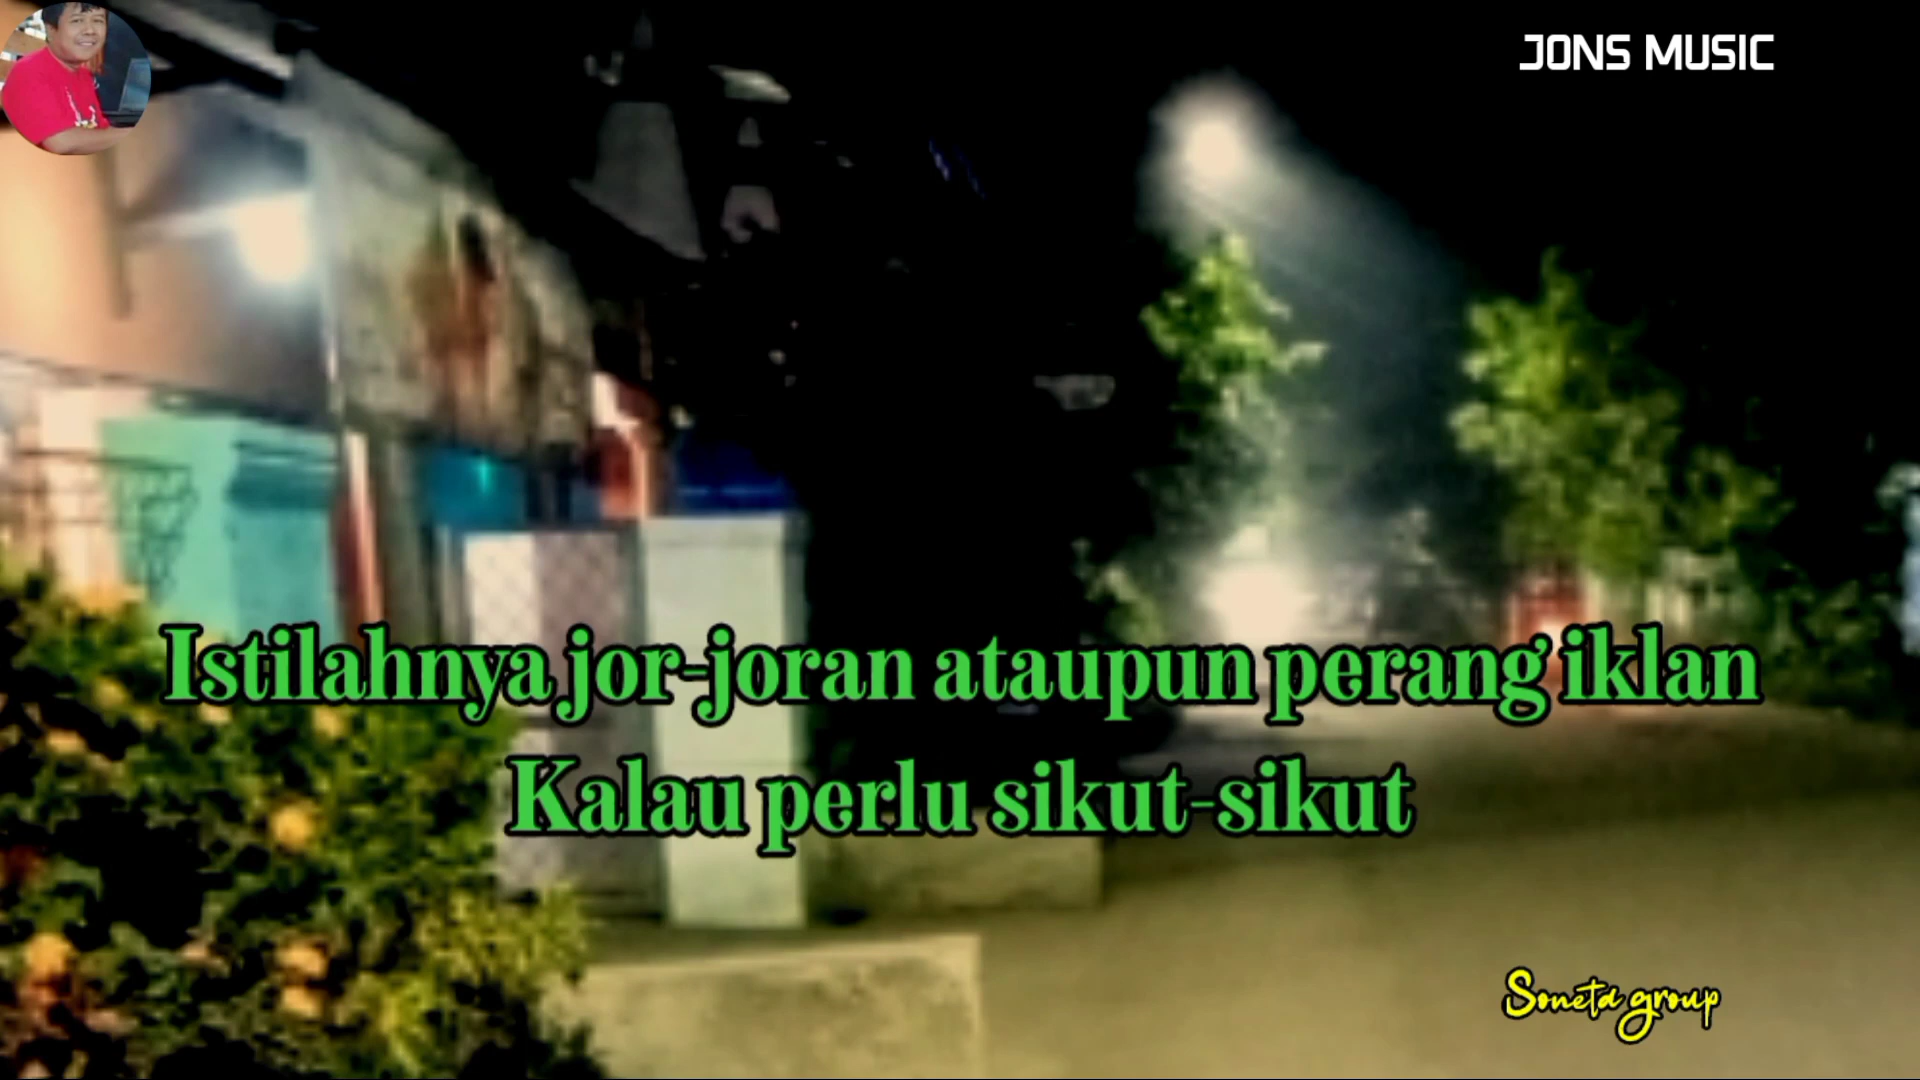 JONS MUSIC
Istilahnya jor-joran ataupun perang iklan
Kalau perlu sikut-sikut
Soneta group